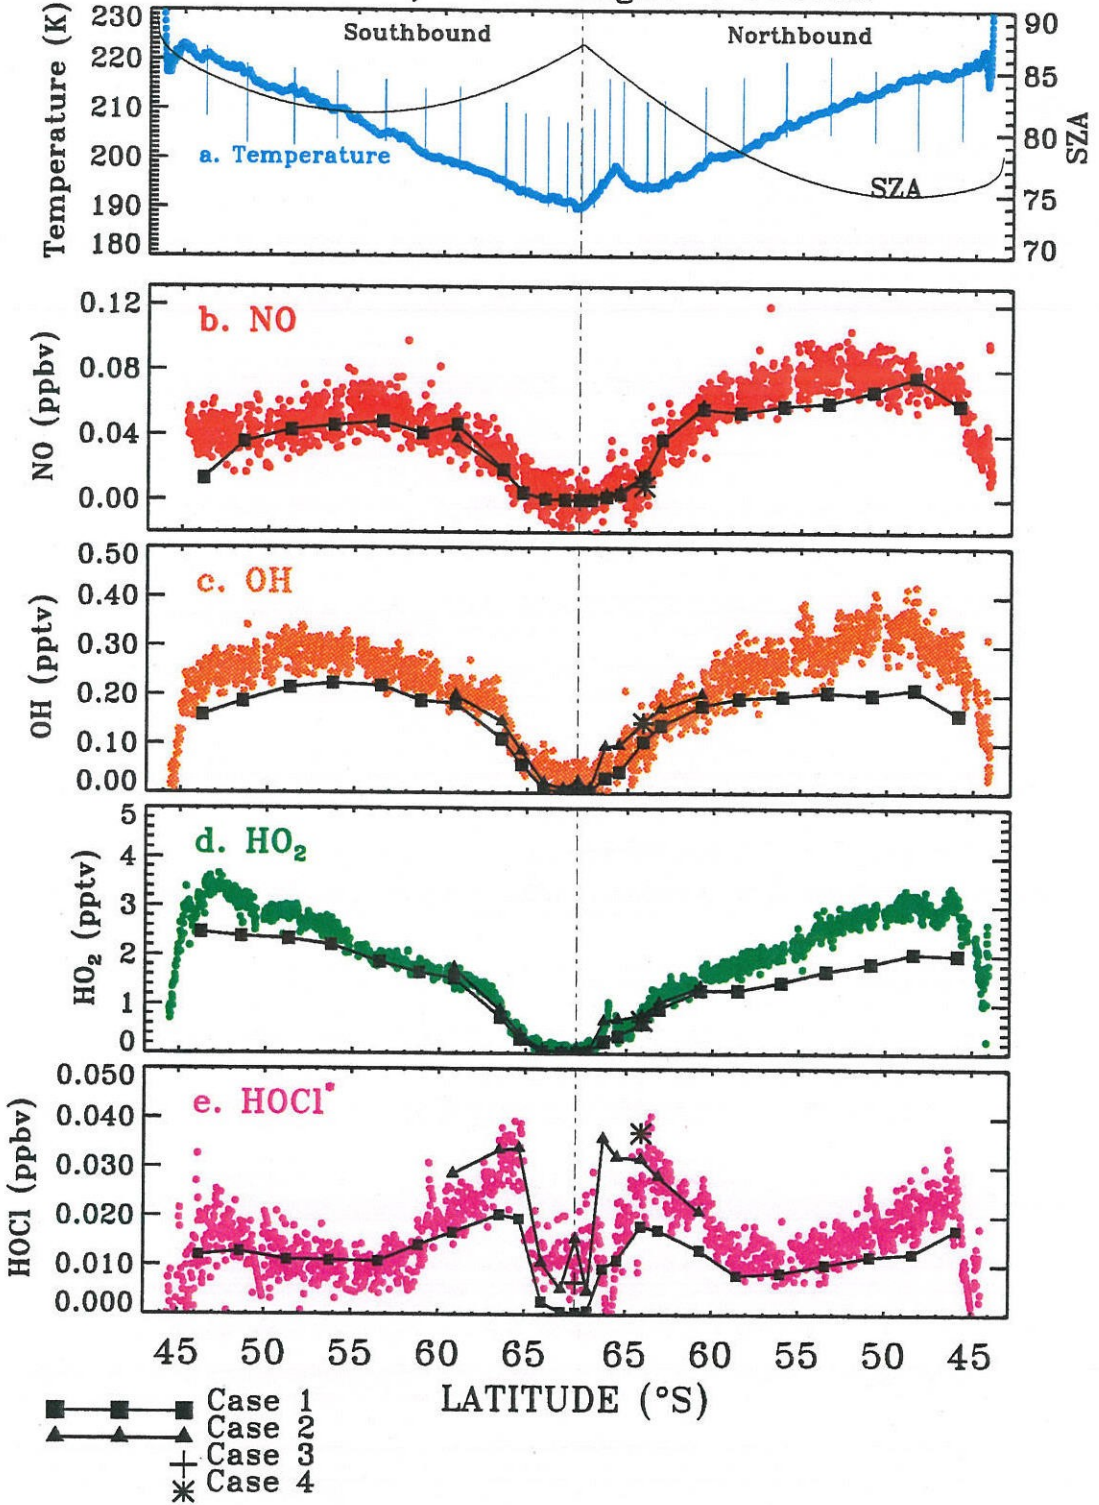 230
220
210
200
190
180
Temperature (K)
Southbound
Northbound
a. Temperature
SZA
90
85
80
75
70
SZA
0.12
0.08
0.04
0.00
NO (ppbv)
b. NO
0.50
0.40
0.30
0.20
0.10
0.00
OH (pptv)
c. OH
5
4
3
2
1
0
HO₂ (pptv)
d. HO₂
0.050
0.040
0.030
0.020
0.010
0.000
HOCl (ppbv)
e. HOCl*
45 50 55 60 65 65 60 55 50 45
LATITUDE (°S)
Case 1
Case 2
Case 3
Case 4